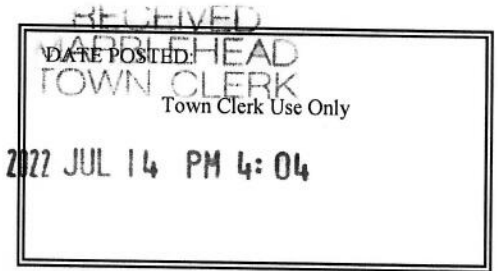 RECEIVED
MARBLEHEAD
DATE POSTED:
TOWN CLERK
Town Clerk Use Only
2022 JUL 14 PM 4:04